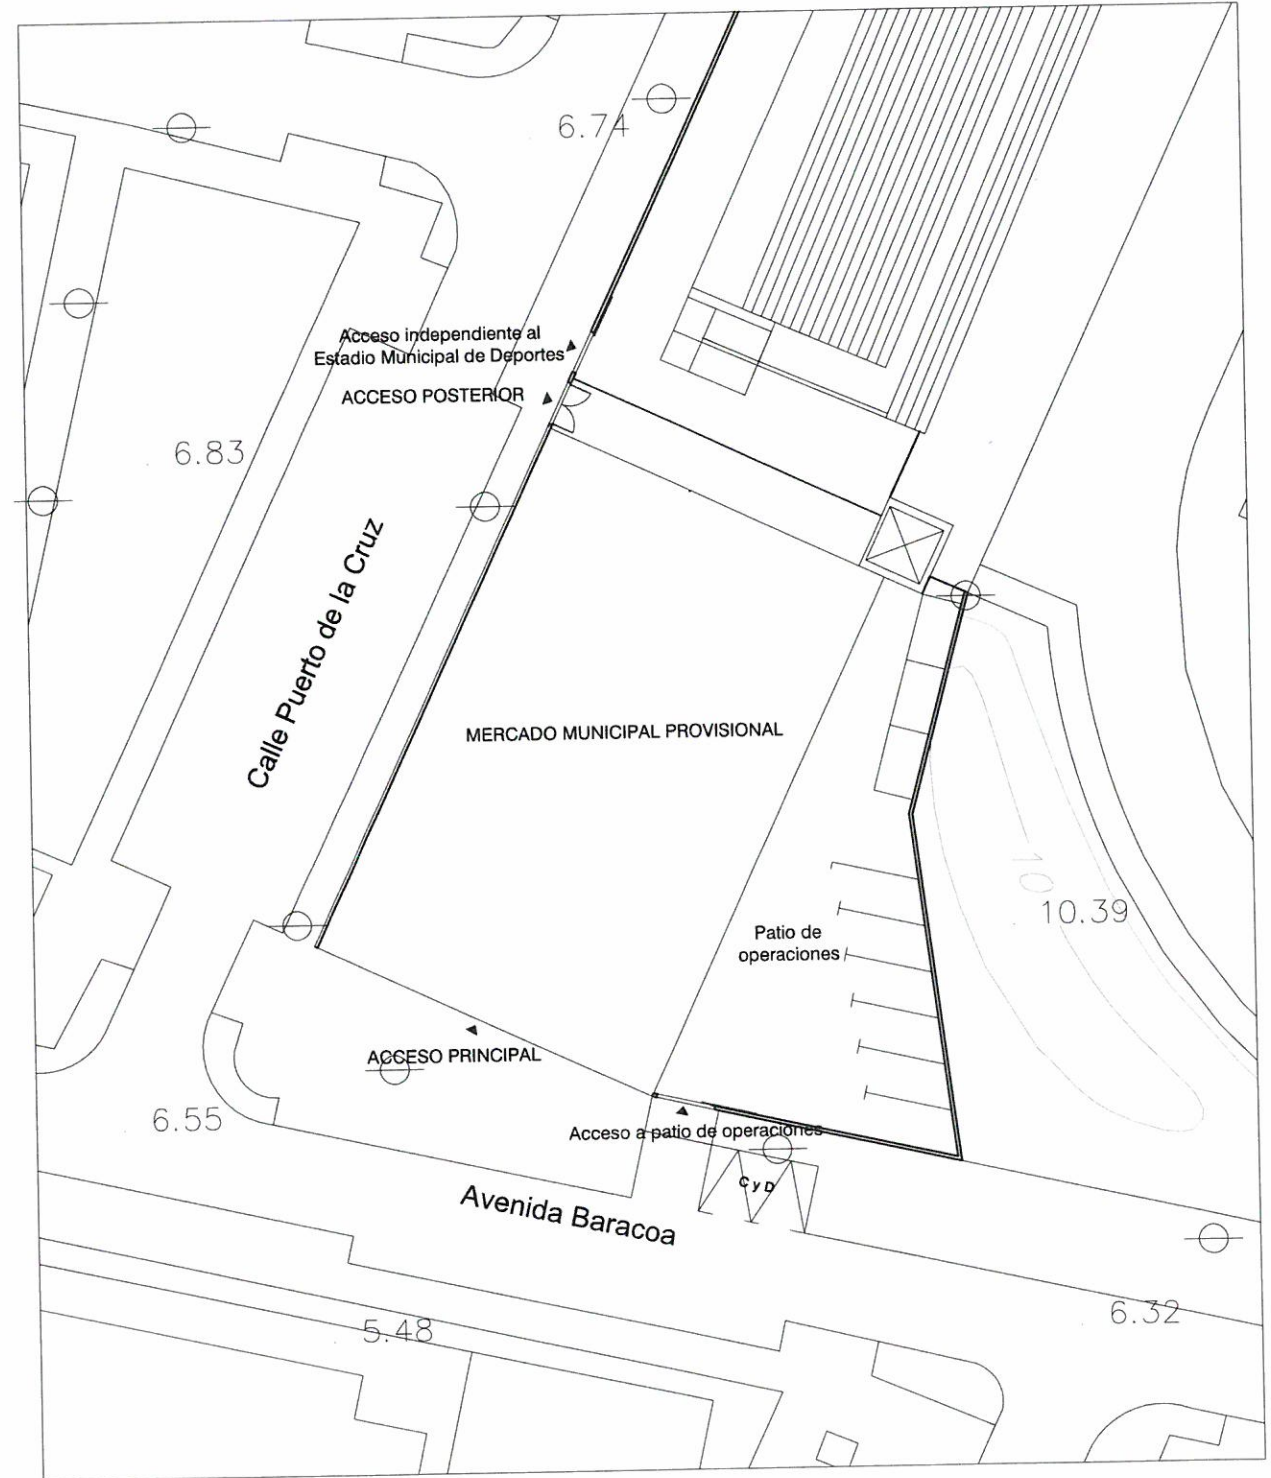 6.74
Acceso independiente al
Estadio Municipal de Deportes
ACCESO POSTERIOR
6.83
Calle Puerto de la Cruz
MERCADO MUNICIPAL PROVISIONAL
10
10.39
Patio de
operaciones
ACCESO PRINCIPAL
6.55
Acceso a patio de operaciones
C y D
Avenida Baracoa
6.32
5.48